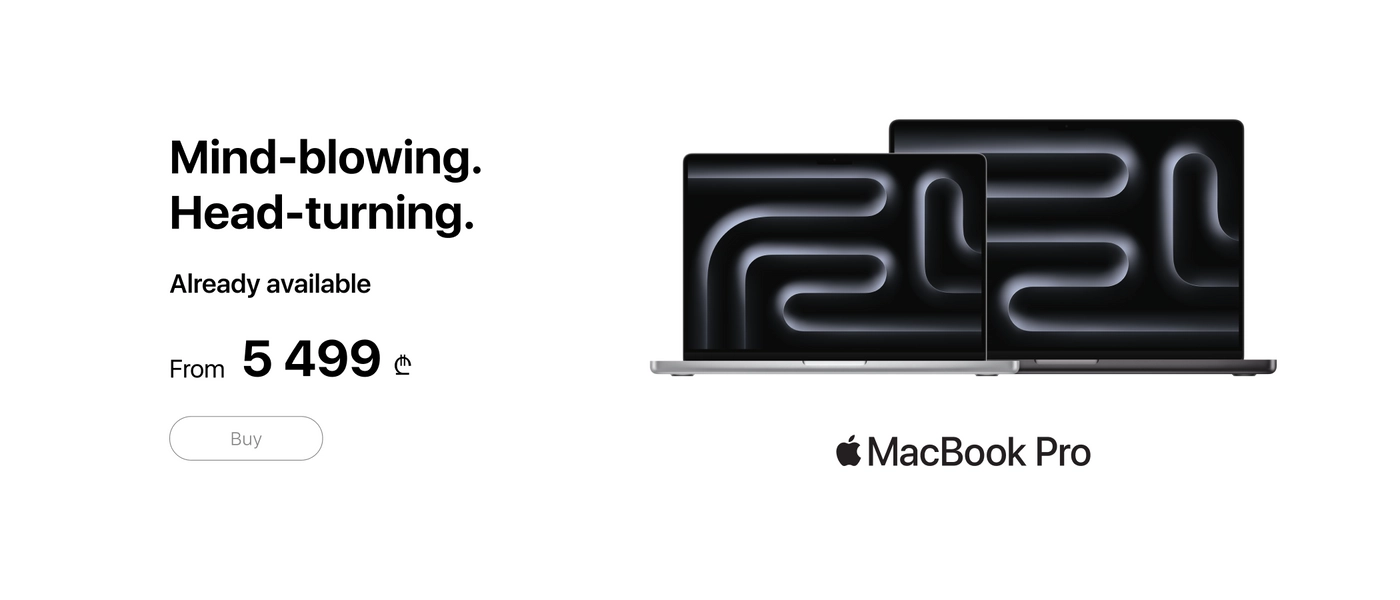 Mind-blowing.
Head-turning.
Already available
From 5 499 ₾
Buy
MacBook Pro